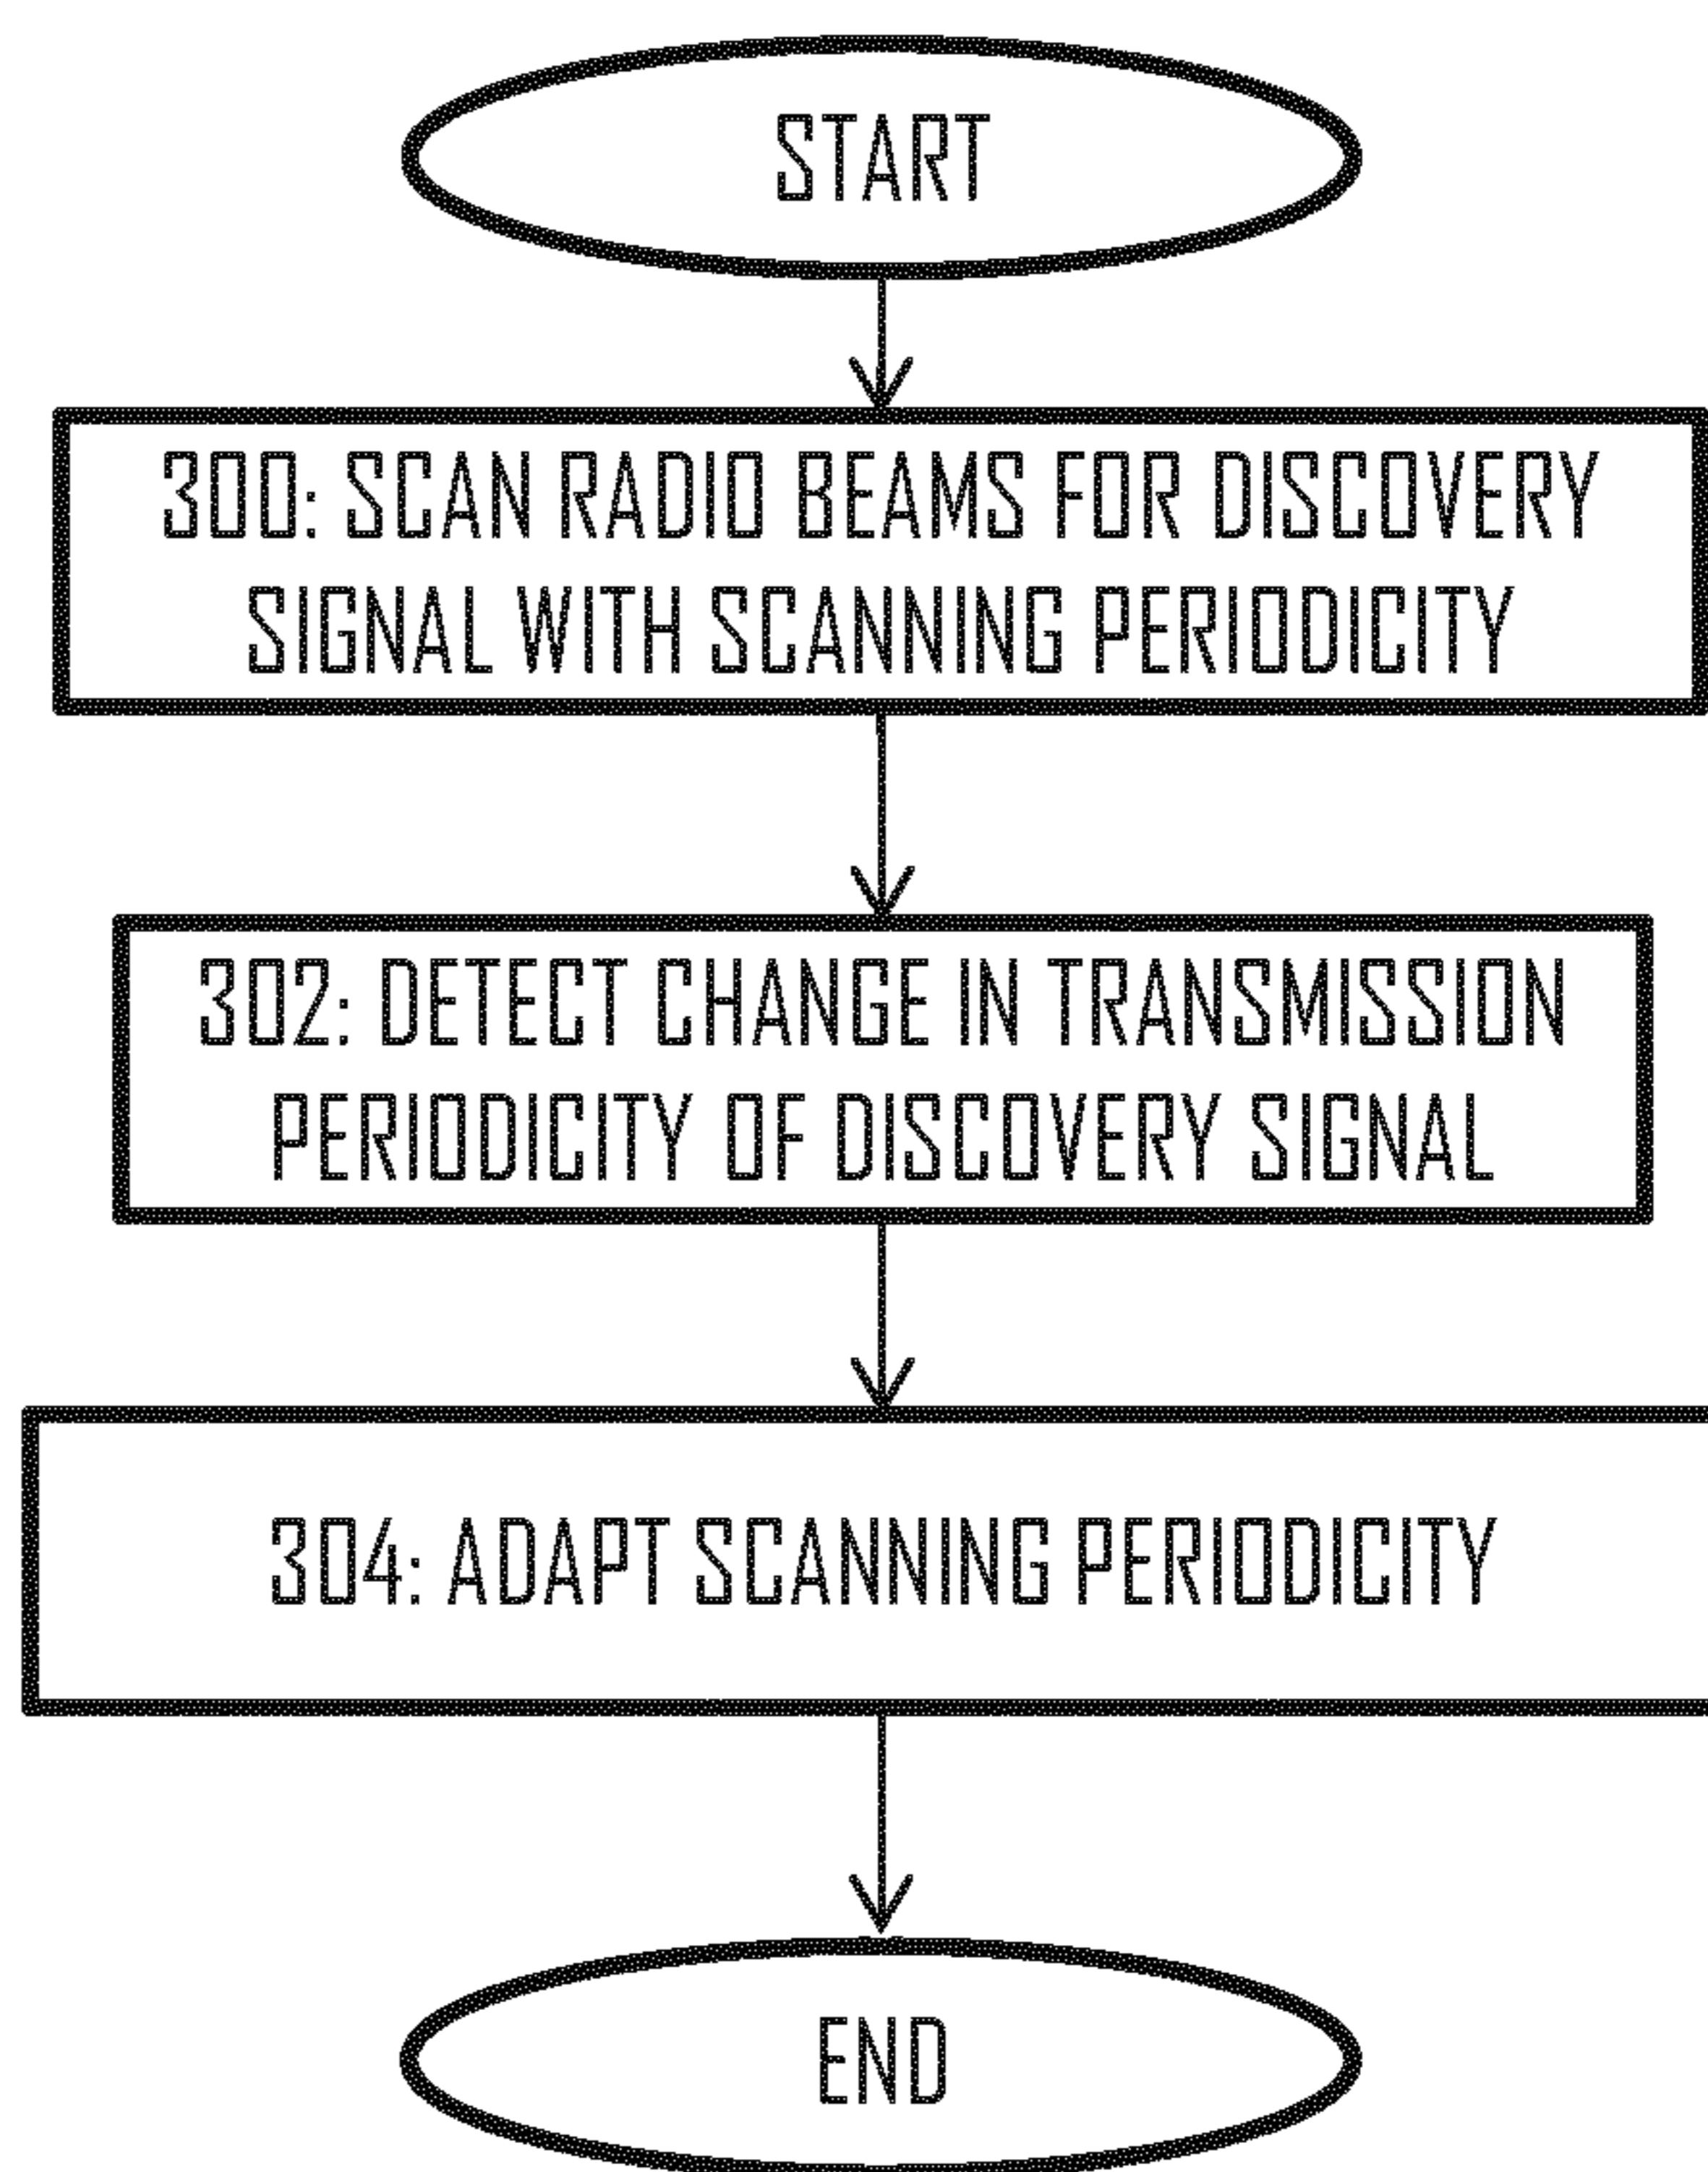 START
300: SCAN RADIO BEAMS FOR DISCOVERY
SIGNAL WITH SCANNING PERIODICITY
302: DETECT CHANGE IN TRANSMISSION
PERIODICITY OF DISCOVERY SIGNAL
304: ADAPT SCANNING PERIODICITY
END